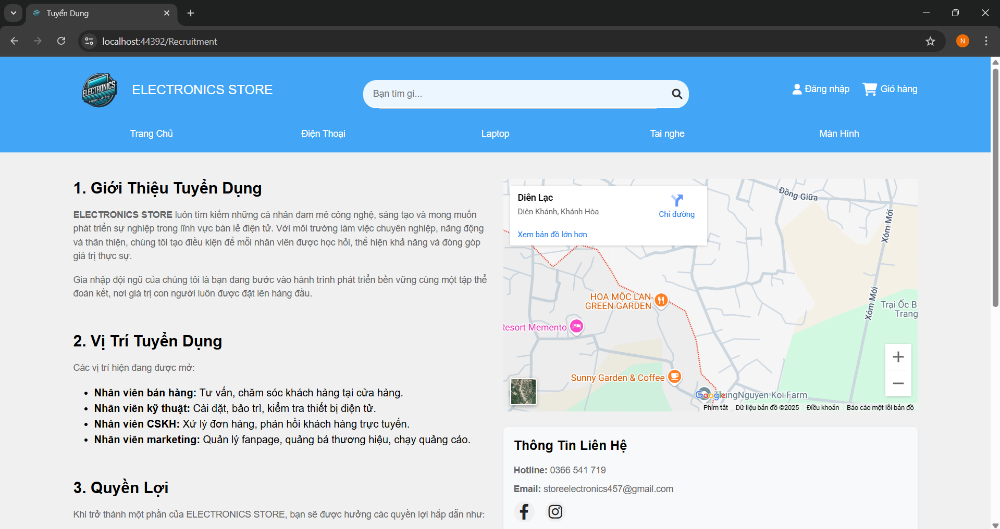 Tuyển Dụng
localhost:44392/Recruitment
N
ELECTRONICS
PHONES - LAPTOPS
ELECTRONICS STORE
Bạn tìm gì...
Đăng nhập
Giỏ hàng
Trang Chủ
Điện Thoại
Laptop
Tai nghe
Màn Hình
1. Giới Thiệu Tuyển Dụng
ELECTRONICS STORE luôn tìm kiếm những cá nhân đam mê công nghệ, sáng tạo và mong muốn
phát triển sự nghiệp trong lĩnh vực bán lẻ điện tử. Với môi trường làm việc chuyên nghiệp, năng động
và thân thiện, chúng tôi tạo điều kiện để mỗi nhân viên được học hỏi, thể hiện khả năng và đóng góp
giá trị thực sự.
Gia nhập đội ngũ của chúng tôi là bạn đang bước vào hành trình phát triển bền vững cùng một tập thể
đoàn kết, nơi giá trị con người luôn được đặt lên hàng đầu.
2. Vị Trí Tuyển Dụng
Các vị trí hiện đang được mở:
Nhân viên bán hàng: Tư vấn, chăm sóc khách hàng tại cửa hàng.
Nhân viên kỹ thuật: Cài đặt, bảo trì, kiểm tra thiết bị điện tử.
Nhân viên CSKH: Xử lý đơn hàng, phản hồi khách hàng trực tuyến.
Nhân viên marketing: Quản lý fanpage, quảng bá thương hiệu, chạy quảng cáo.
3. Quyền Lợi
Khi trở thành một phần của ELECTRONICS STORE, bạn sẽ được hưởng các quyền lợi hấp dẫn như:
Diên Lạc
Diên Khánh, Khánh Hòa
Chỉ đường
Xem bản đồ lớn hơn
Đồng Giữa
Xóm Mới
Xóm Mới
HOA MỘC LAN
GREEN GARDEN
Trại Ốc B
Trang
Resort Memento
Sunny Garden & Coffee
Google
ingNguyen Koi Farm
Phím tắt
Dữ liệu bản đồ ©2025
Điều khoản
Báo cáo một lỗi bản đồ
Thông Tin Liên Hệ
Hotline: 0366 541 719
Email: storeelectronics457@gmail.com